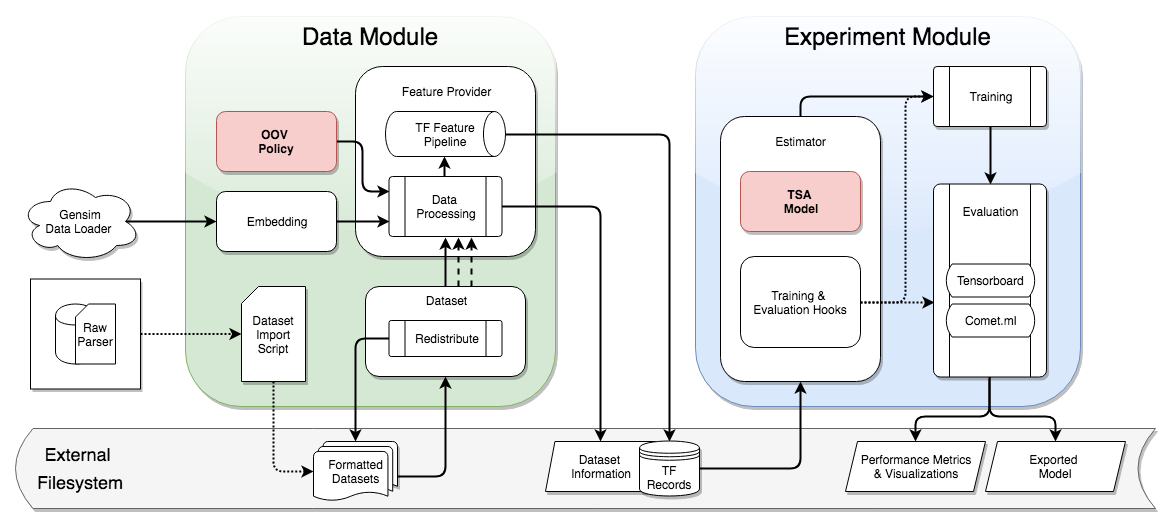 Data Module
Experiment Module
Feature Provider
TF Feature
Pipeline
OOV
Policy
Data
Processing
Gensim
Data Loader
Embedding
Raw
Parser
Dataset
Import
Script
Dataset
Redistribute
Training
Estimator
TSA
Model
Evaluation
Training &
Evaluation Hooks
Tensorboard
Comet.ml
External
Filesystem
Formatted
Datasets
Dataset
Information
TF
Records
Performance Metrics
& Visualizations
Exported
Model